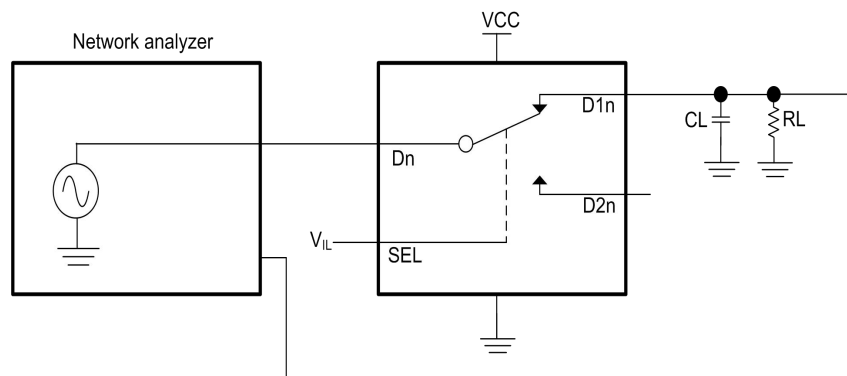 VCC
Network analyzer
D1n
CL
RL
Dn
D2n
VIL
SEL